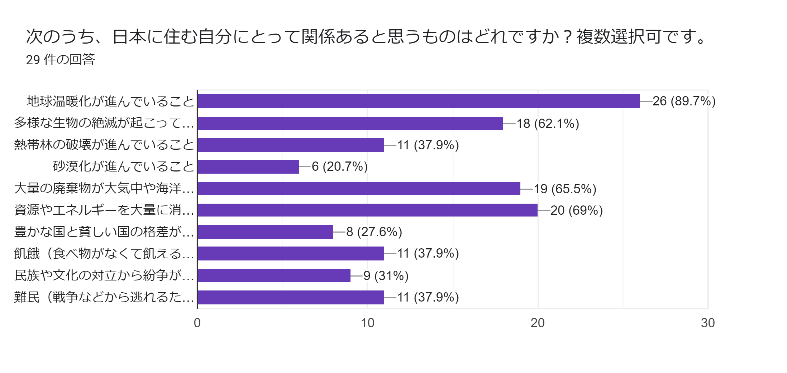 次のうち、日本に住む自分にとって関係あると思うものはどれですか？複数選択可です。
29 件の回答
地球温暖化が進んでいること
26 (89.7%)
多様な生物の絶滅が起こって…
18 (62.1%)
熱帯林の破壊が進んでいること
11 (37.9%)
砂漠化が進んでいること
6 (20.7%)
大量の廃棄物が大気中や海洋…
19 (65.5%)
資源やエネルギーを大量に消…
20 (69%)
豊かな国と貧しい国の格差が…
8 (27.6%)
飢餓（食べ物がなくて飢える…
11 (37.9%)
民族や文化の対立から紛争が…
9 (31%)
難民（戦争などから逃れるた…
11 (37.9%)
0 10 20 30